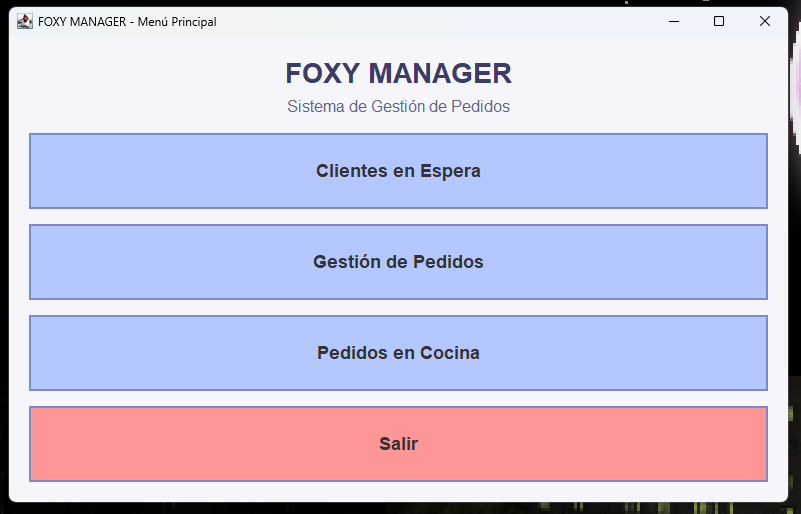 FOXY MANAGER - Menú Principal
FOXY MANAGER
Sistema de Gestión de Pedidos
Clientes en Espera
Gestión de Pedidos
Pedidos en Cocina
Salir